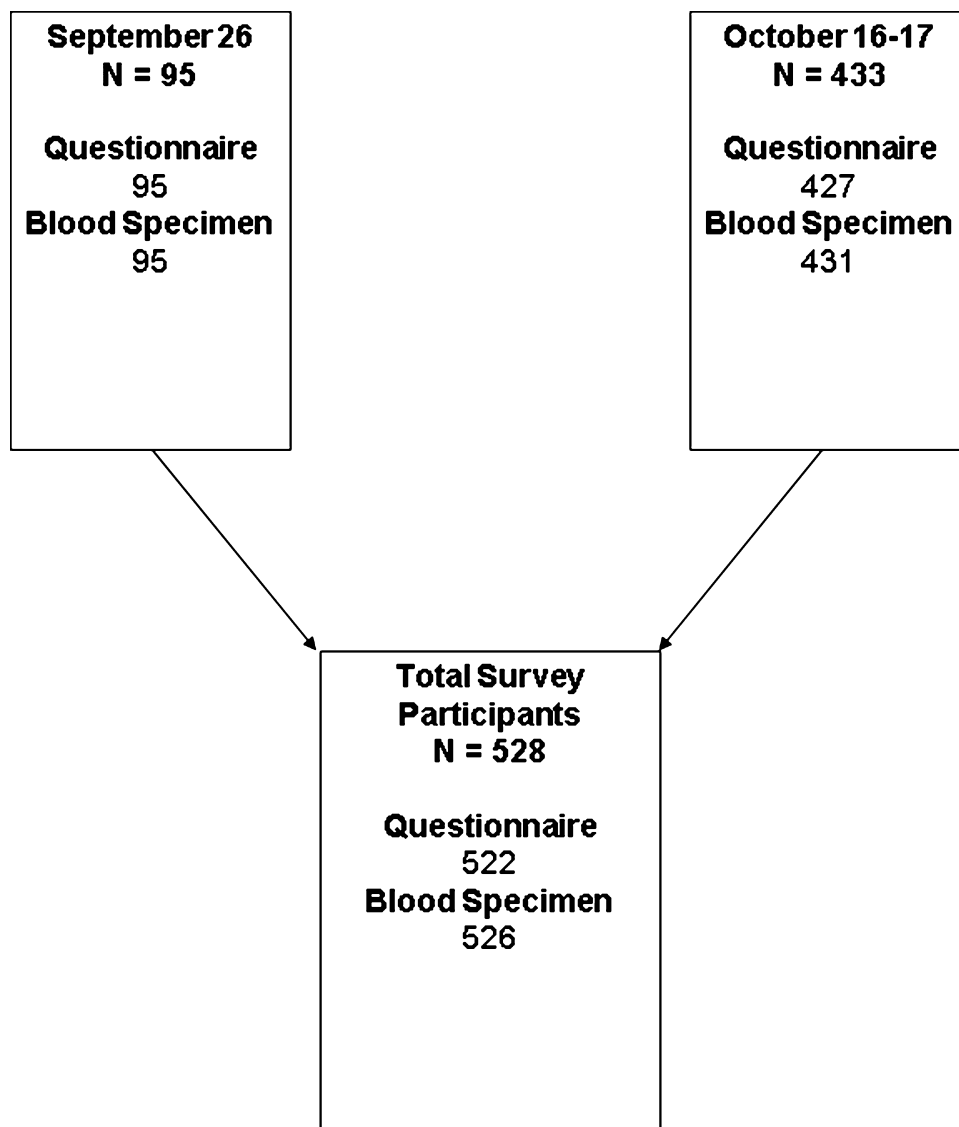 September 26
N = 95
Questionnaire
95
Blood Specimen
95
October 16-17
N = 433
Questionnaire
427
Blood Specimen
431
Total Survey
Participants
N = 528
Questionnaire
522
Blood Specimen
526